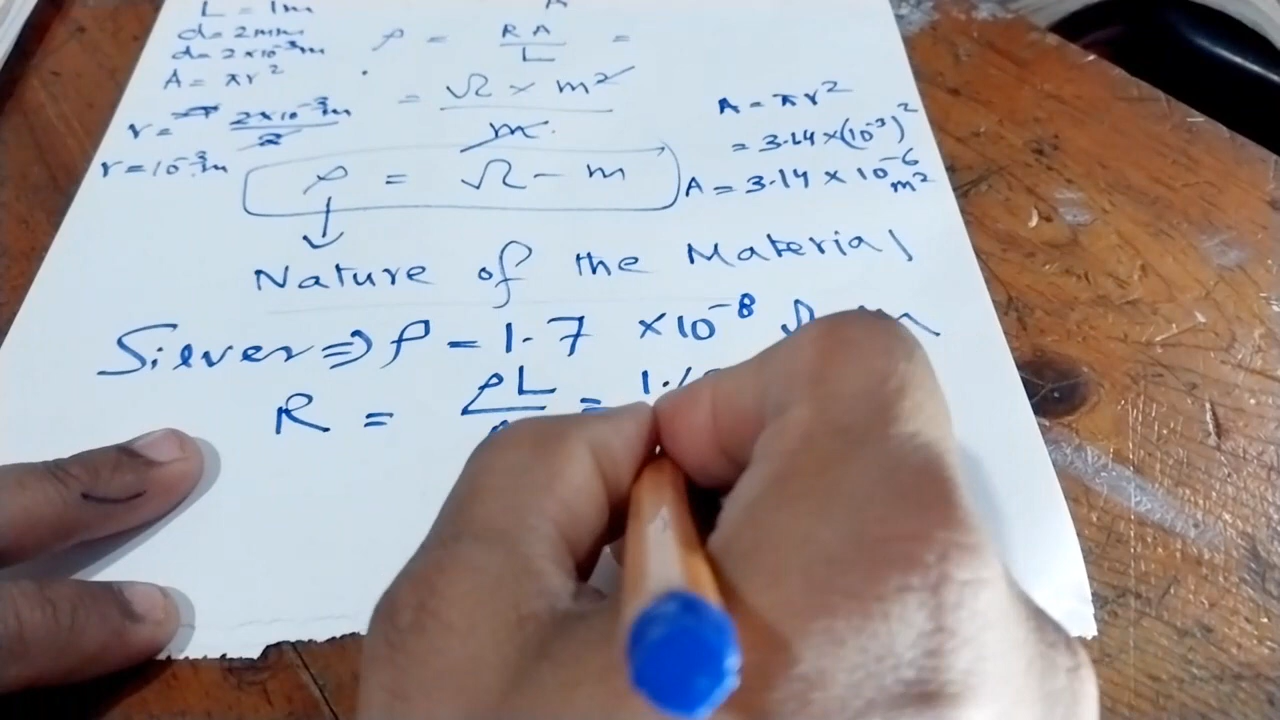 L = 1m
d = 2mm
d = 2 × 10⁻³m
A = πr²
r = 2×10⁻³m / 2
r = 10⁻³m
ρ = RA / L =
= Ω × m² / m
ρ = Ω - m
A = πr²
= 3.14 × (10⁻³)²
A = 3.14 × 10⁻⁶ m²
Nature of the Material
Silver ⇒ ρ = 1.7 × 10⁻⁸ Ω
R = ρL / = 1.